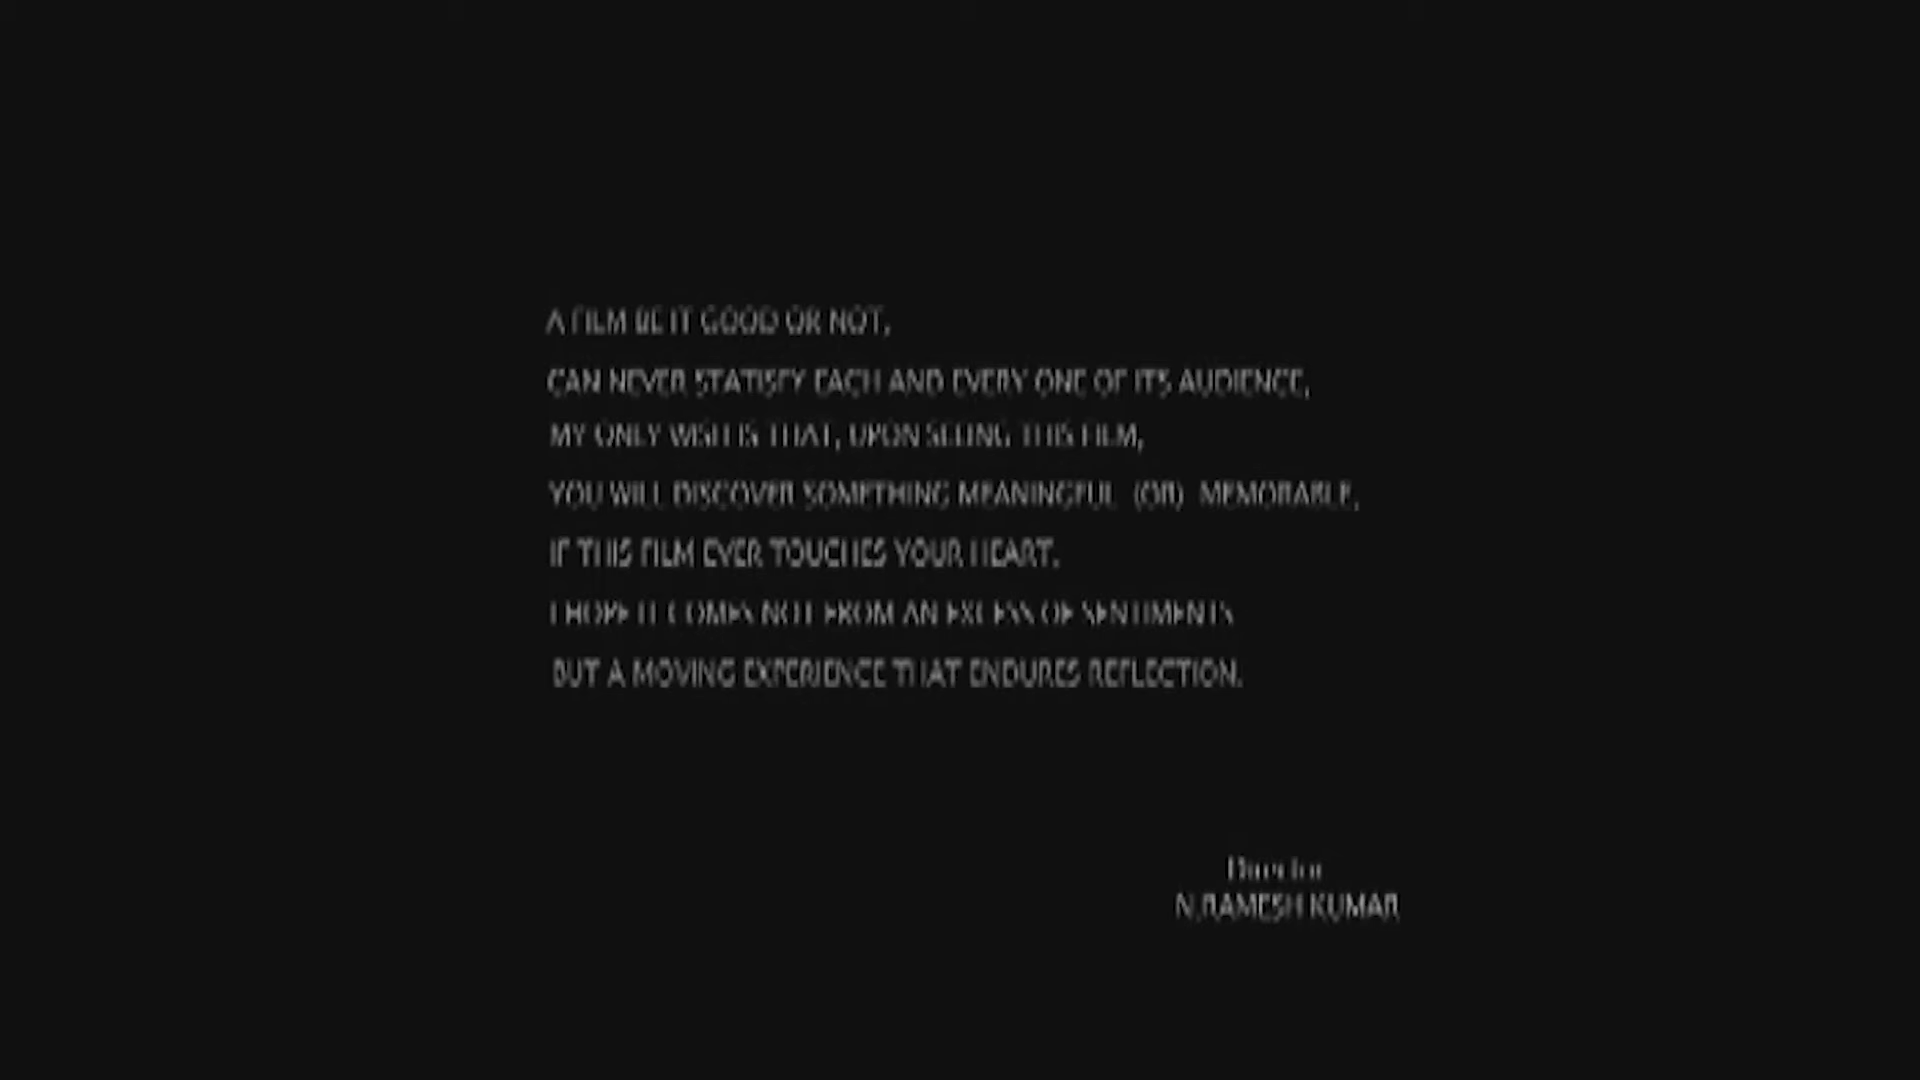 A FILM BE IT GOOD OR NOT,
CAN NEVER STATISFY EACH AND EVERY ONE OF ITS AUDIENCE,
MY ONLY WISH IS THAT, UPON SEEING THIS FILM,
YOU WILL DISCOVER SOMETHING MEANINGFUL (OR) MEMORABLE,
IF THIS FILM EVER TOUCHES YOUR HEART.
I HOPE IT COMES NOT FROM AN EXCESS OF SENTIMENTS
BUT A MOVING EXPERIENCE THAT ENDURES REFLECTION.
Director
N.RAMESH KUMAR